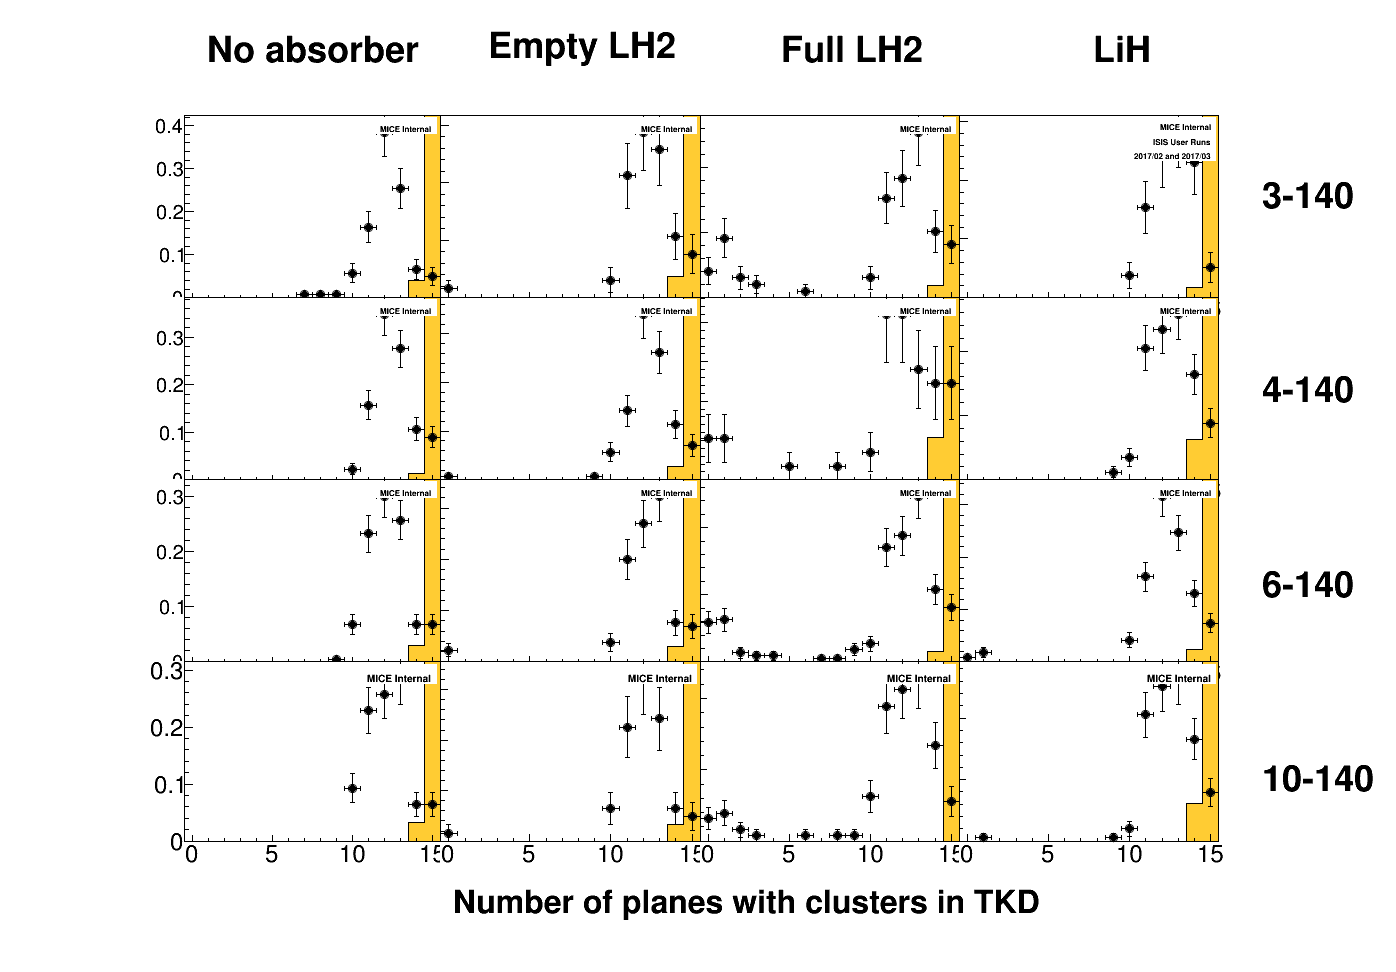 No absorber Empty LH2 Full LH2 LiH
0.4 MICE Internal MICE Internal MICE Internal MICE Internal
ISIS User Runs
2017/02 and 2017/03
0.3
3-140
0.2
0.1
MICE Internal MICE Internal MICE Internal MICE Internal
0.3
0.2 4-140
0.1
0.3 MICE Internal MICE Internal MICE Internal MICE Internal
0.2
6-140
0.1
0.3 MICE Internal MICE Internal MICE Internal MICE Internal
0.2
10-140
0.1
0
0 5 10 15 0 5 10 15 0 5 10 15 0 5 10 15
Number of planes with clusters in TKD